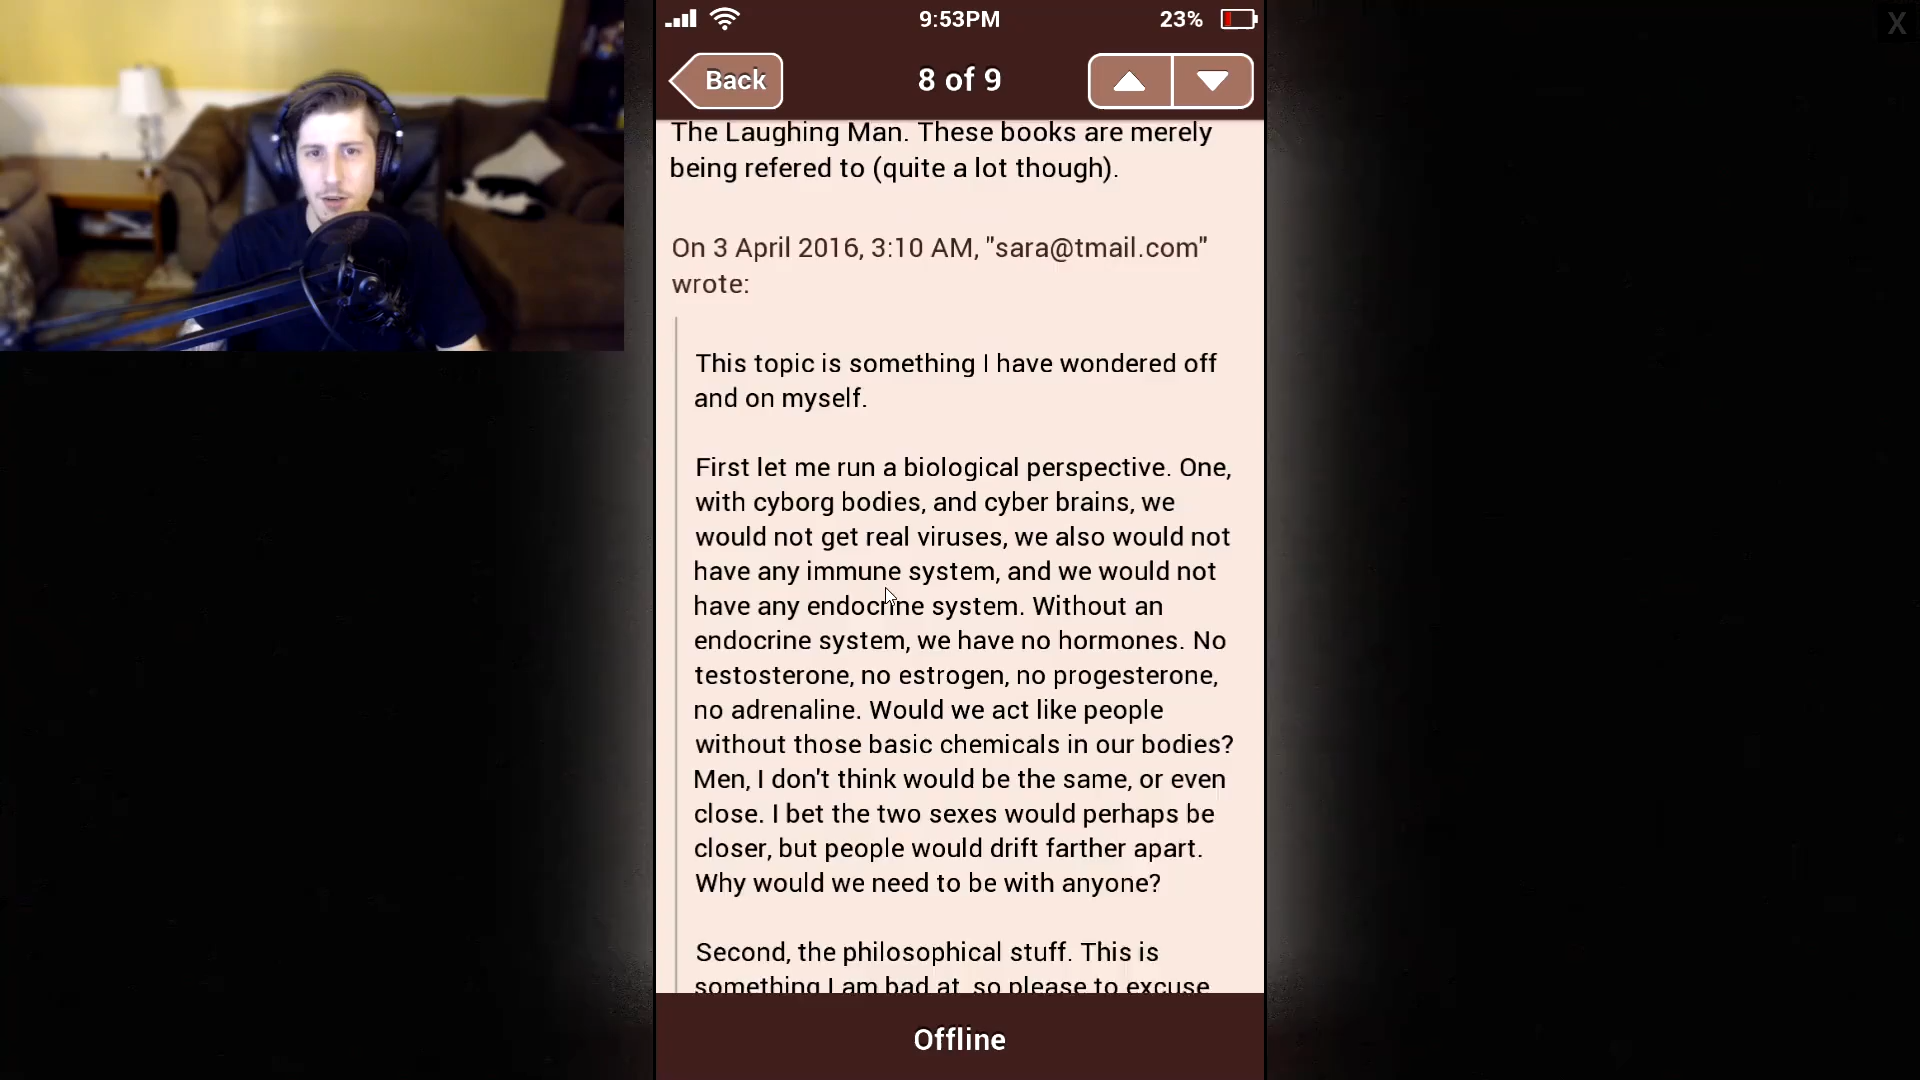 9:53PM
23%
X
Back
8 of 9
The Laughing Man. These books are merely
being refered to (quite a lot though).
On 3 April 2016, 3:10 AM, "sara@tmail.com"
wrote:
This topic is something I have wondered off
and on myself.
First let me run a biological perspective. One,
with cyborg bodies, and cyber brains, we
would not get real viruses, we also would not
have any immune system, and we would not
have any endocrine system. Without an
endocrine system, we have no hormones. No
testosterone, no estrogen, no progesterone,
no adrenaline. Would we act like people
without those basic chemicals in our bodies?
Men, I don't think would be the same, or even
close. I bet the two sexes would perhaps be
closer, but people would drift farther apart.
Why would we need to be with anyone?
Second, the philosophical stuff. This is
something I am bad at, so please to excuse
Offline